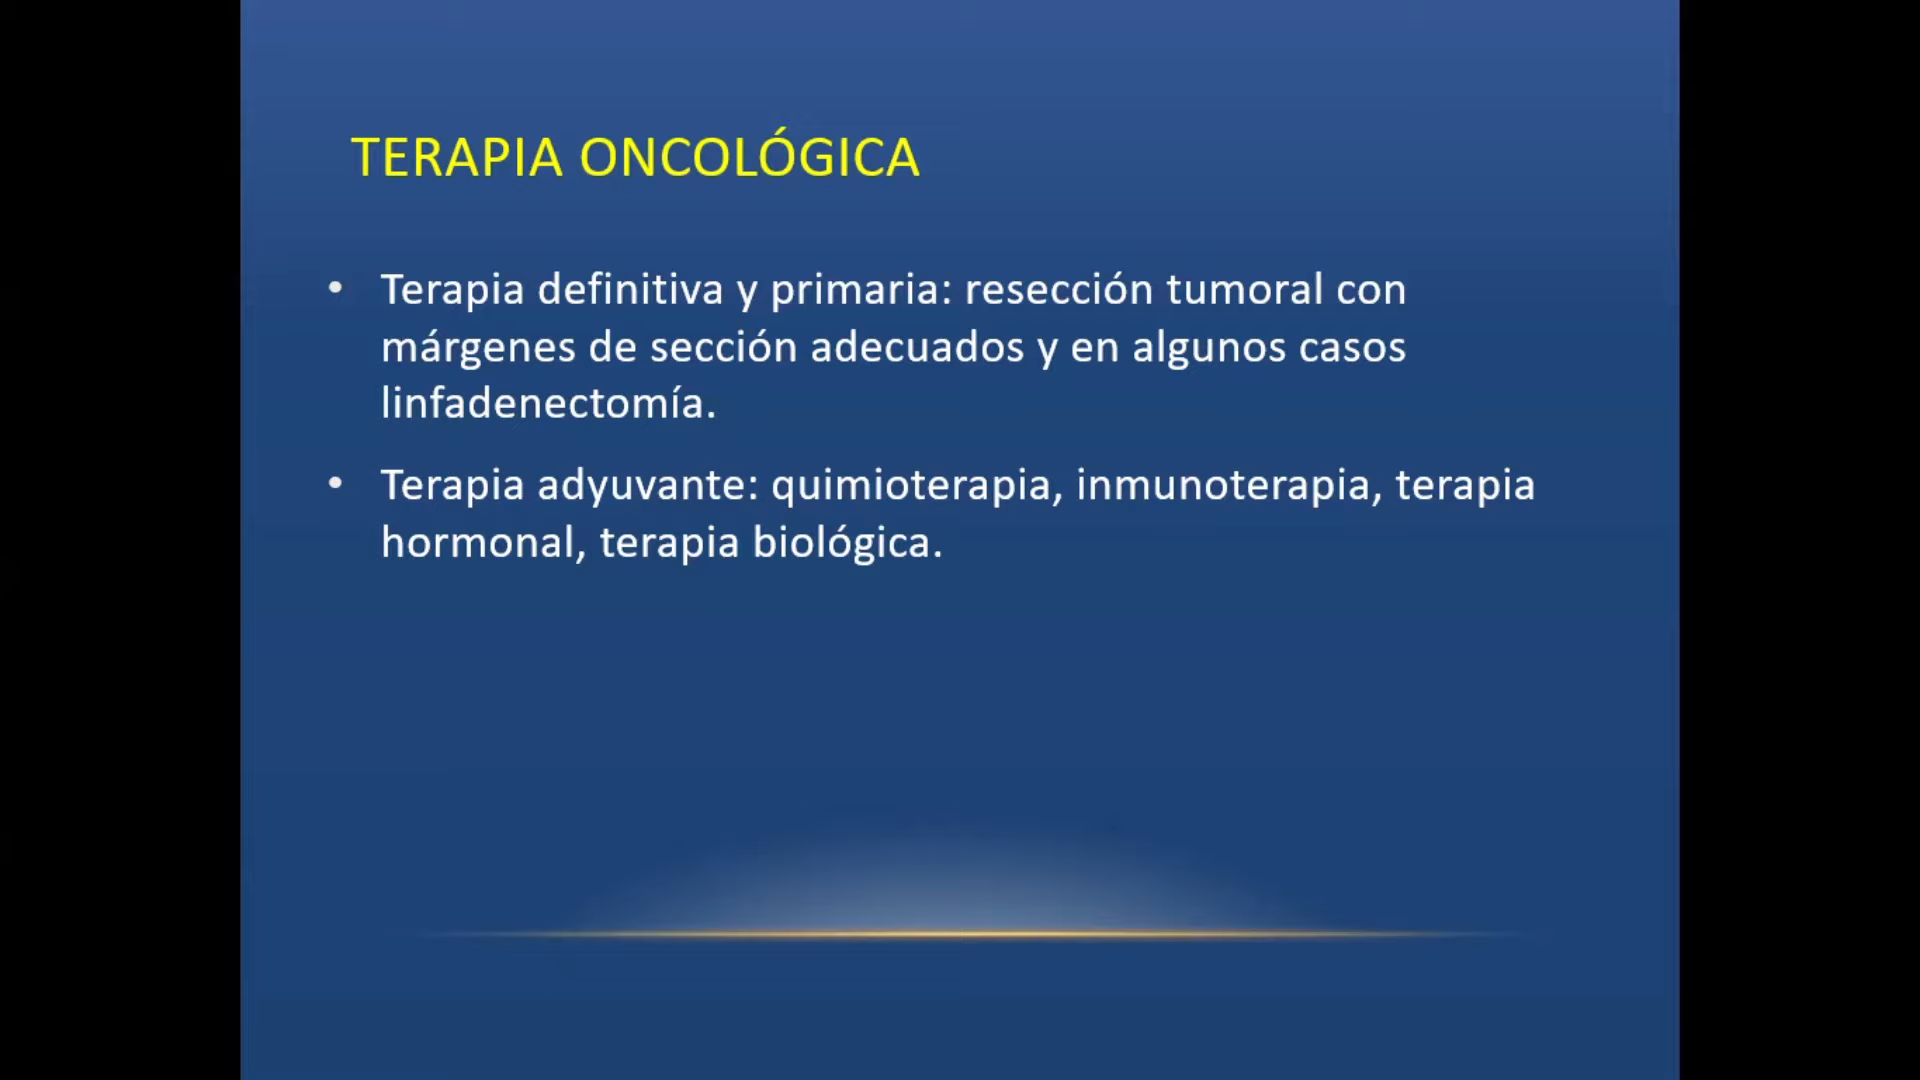 TERAPIA ONCOLÓGICA
• Terapia definitiva y primaria: resección tumoral con
márgenes de sección adecuados y en algunos casos
linfadenectomía.
• Terapia adyuvante: quimioterapia, inmunoterapia, terapia
hormonal, terapia biológica.